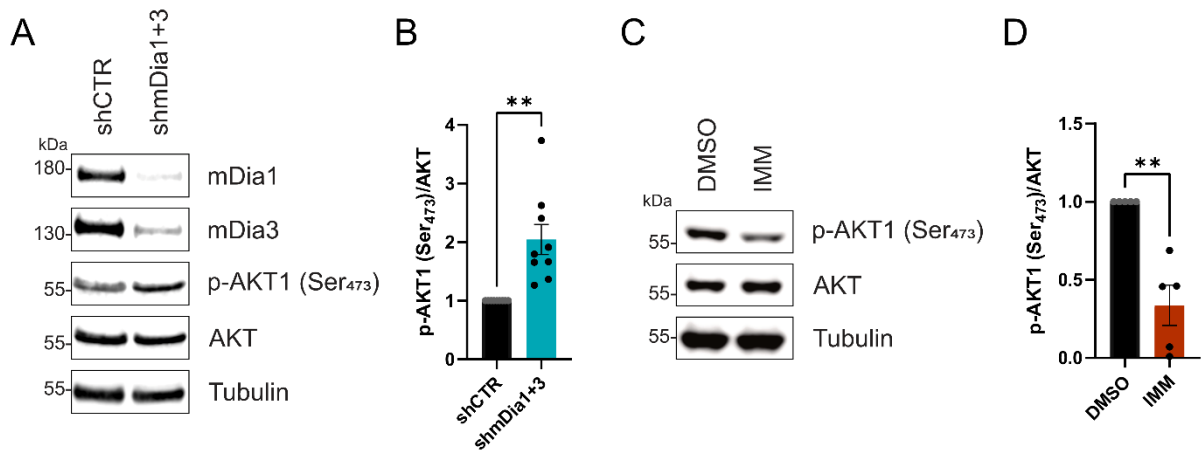 A
shCTR
shmDia1+3
kDa
180
mDia1
130
mDia3
55
p-AKT1 (Ser₄₇₃)
55
AKT
55
Tubulin
B
**
p-AKT1 (Ser₄₇₃)/AKT
4
3
2
1
0
shCTR
shmDia1+3
C
DMSO
IMM
kDa
55
p-AKT1 (Ser₄₇₃)
55
AKT
55
Tubulin
D
**
p-AKT1 (Ser₄₇₃)/AKT
1.5
1.0
0.5
0.0
DMSO
IMM